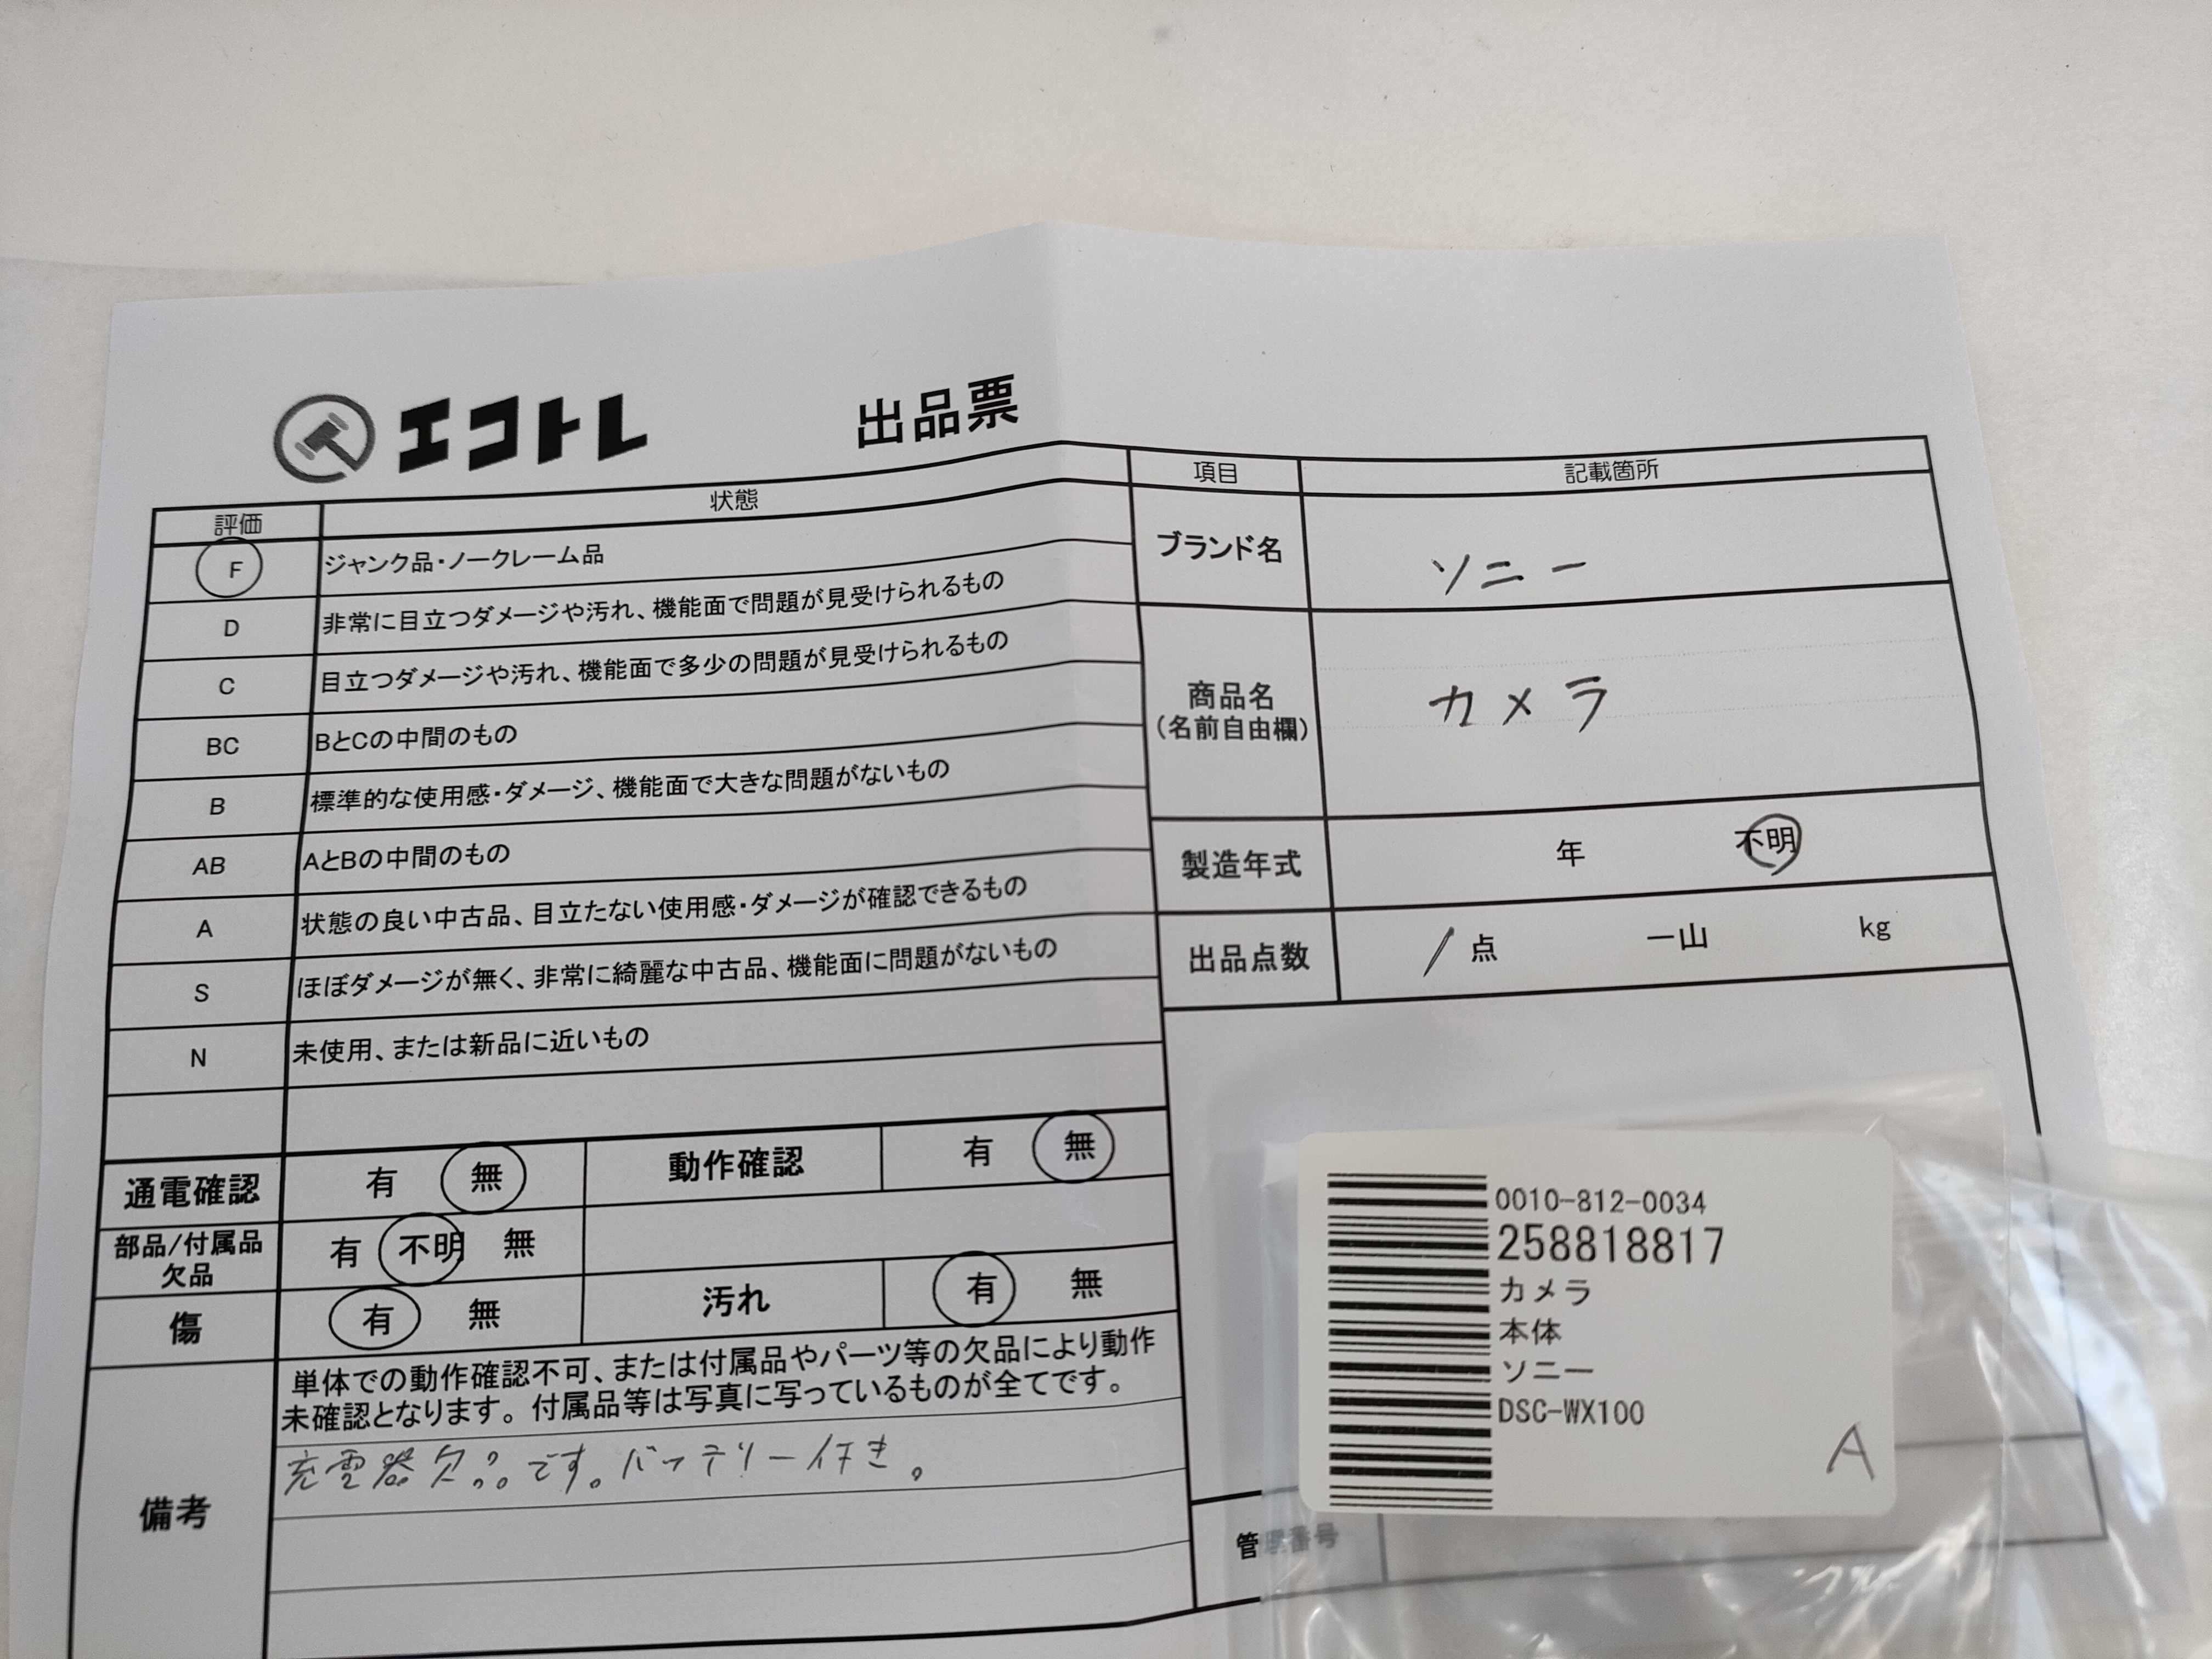 エコトレ 出品票
評価 状態
F ジャンク品・ノークレーム品
D 非常に目立つダメージや汚れ、機能面で問題が見受けられるもの
C 目立つダメージや汚れ、機能面で多少の問題が見受けられるもの
BC BとCの中間のもの
B 標準的な使用感・ダメージ、機能面で大きな問題がないもの
AB AとBの中間のもの
A 状態の良い中古品、目立たない使用感・ダメージが確認できるもの
S ほぼダメージが無く、非常に綺麗な中古品、機能面に問題がないもの
N 未使用、または新品に近いもの
通電確認 有 無 動作確認 有 無
部品/付属品
欠品 有 不明 無
傷 有 無 汚れ 有 無
備考
単体での動作確認不可、または付属品やパーツ等の欠品により動作
未確認となります。付属品等は写真に写っているものが全てです。
充電器欠品です。バッテリー付き。
項目 記載箇所
ブランド名 ソニー
商品名
(名前自由欄) カメラ
製造年式 年 不明
出品点数 1 点 一山 kg
0010-812-0034
258818817
カメラ
本体
ソニー
DSC-WX100
A
管理番号